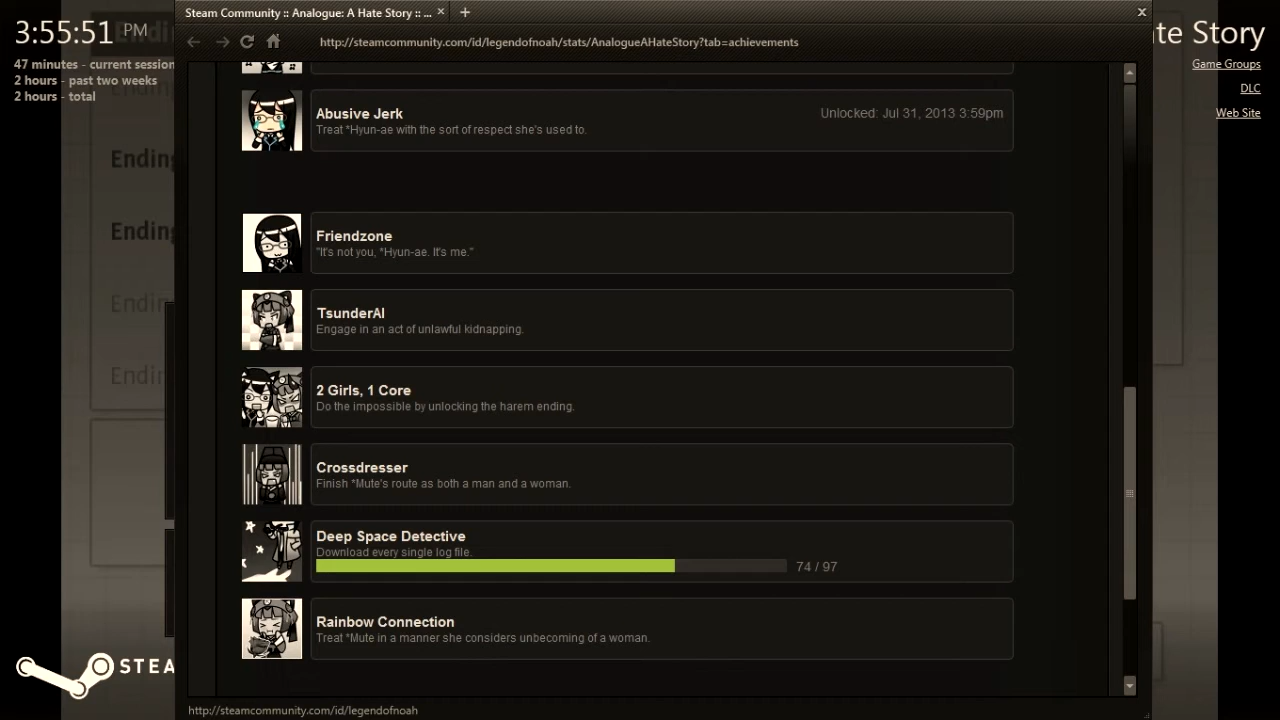 Steam Community :: Analogue: A Hate Story :: ...
3:55:51 PM
47 minutes - current session
2 hours - past two weeks
2 hours - total
http://steamcommunity.com/id/legendofnoah/stats/AnalogueAHateStory?tab=achievements
te Story
Game Groups
DLC
Web Site
Abusive Jerk
Unlocked: Jul 31, 2013 3:59pm
Treat *Hyun-ae with the sort of respect she's used to.
Ending
Ending
Endin
Endin
Friendzone
"It's not you, *Hyun-ae. It's me."
TsunderAI
Engage in an act of unlawful kidnapping.
2 Girls, 1 Core
Do the impossible by unlocking the harem ending.
Crossdresser
Finish *Mute's route as both a man and a woman.
Deep Space Detective
Download every single log file.
74 / 97
Rainbow Connection
Treat *Mute in a manner she considers unbecoming of a woman.
STEA
http://steamcommunity.com/id/legendofnoah